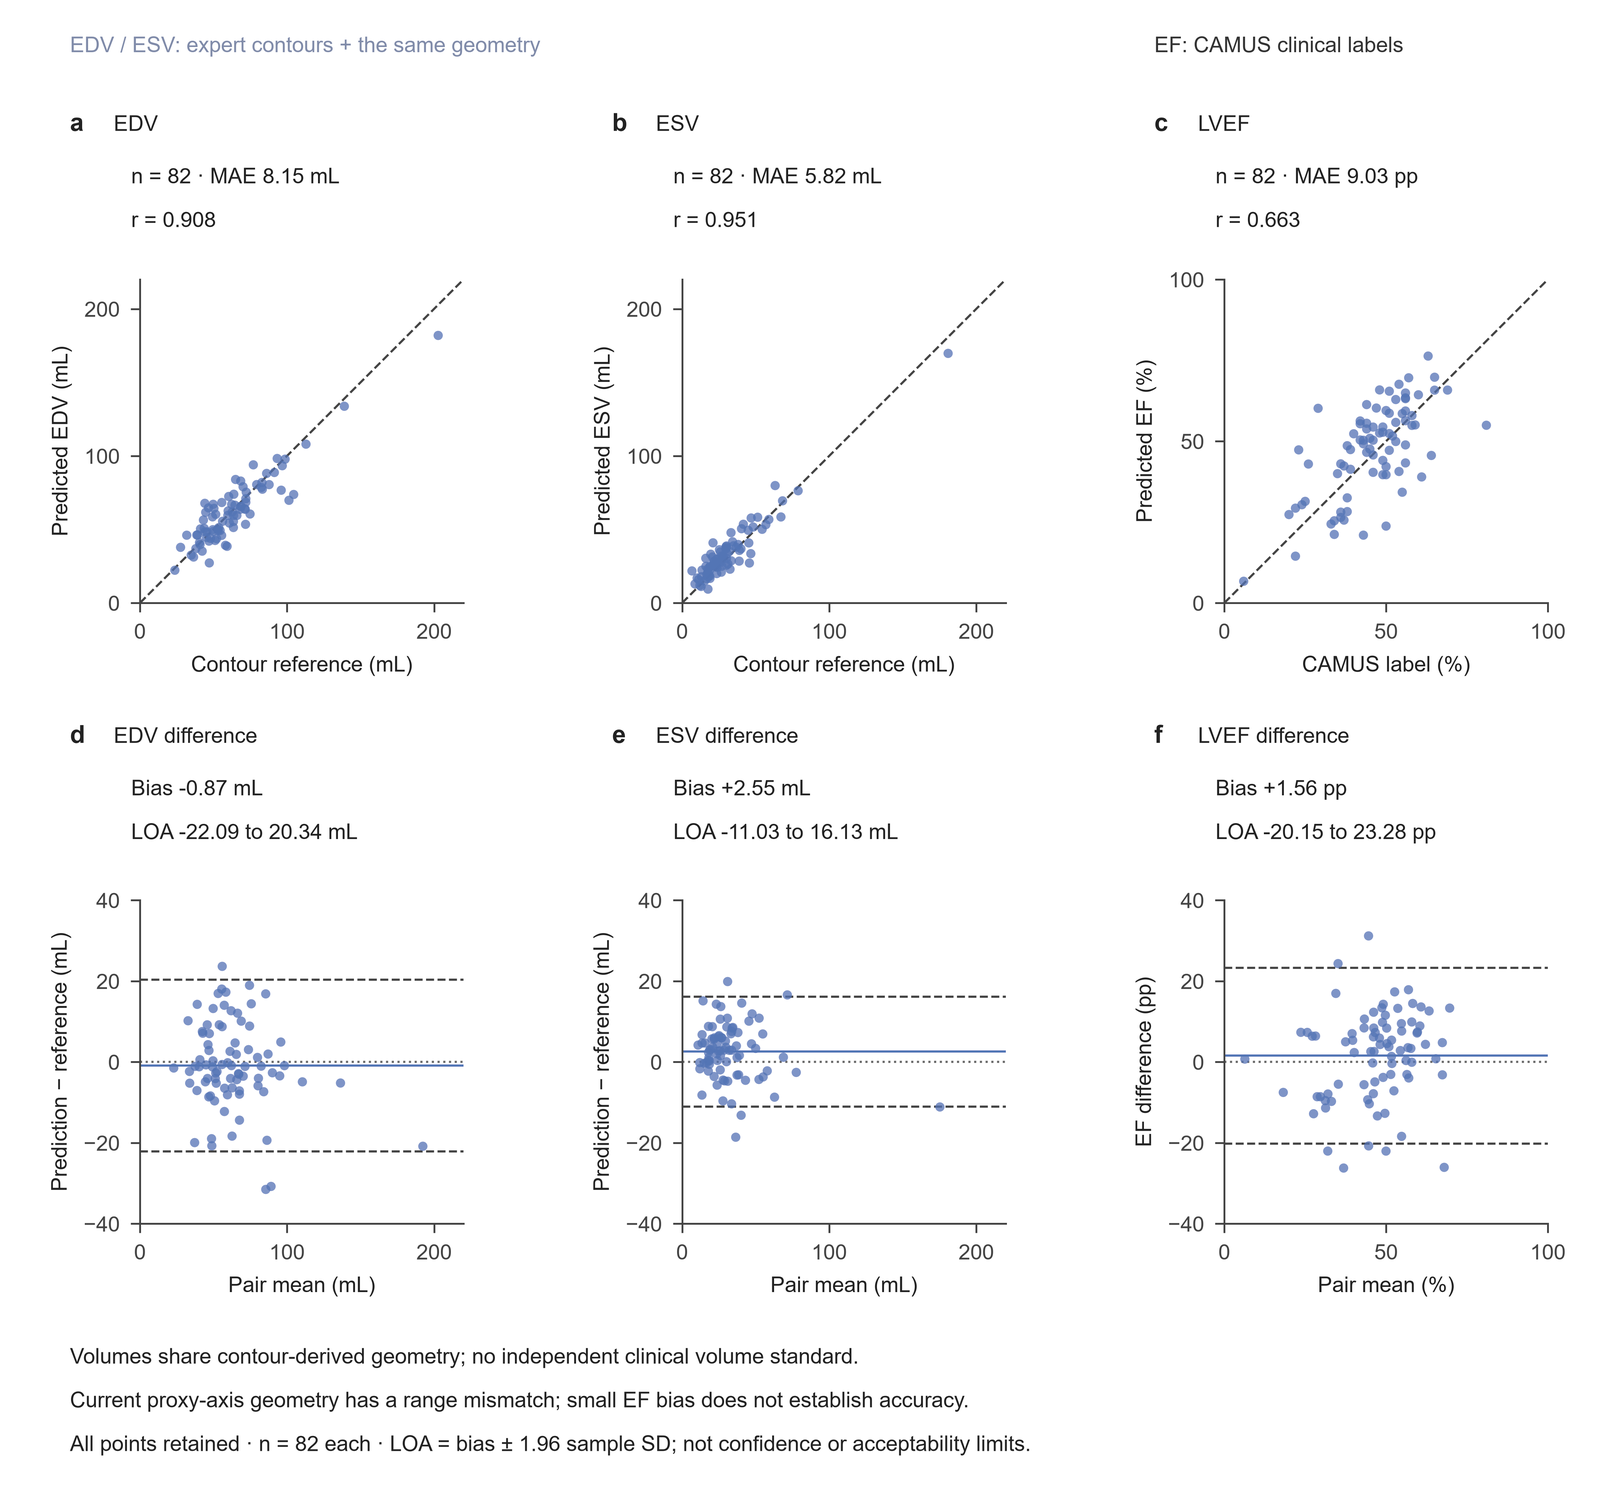 EDV / ESV: expert contours + the same geometry
EF: CAMUS clinical labels
a EDV
n = 82 · MAE 8.15 mL
r = 0.908
200
100
0
0 100 200
Predicted EDV (mL)
Contour reference (mL)
b ESV
n = 82 · MAE 5.82 mL
r = 0.951
200
100
0
0 100 200
Predicted ESV (mL)
Contour reference (mL)
c LVEF
n = 82 · MAE 9.03 pp
r = 0.663
100
50
0
0 50 100
Predicted EF (%)
CAMUS label (%)
d EDV difference
Bias -0.87 mL
LOA -22.09 to 20.34 mL
40
20
0
−20
−40
0 100 200
Prediction − reference (mL)
Pair mean (mL)
e ESV difference
Bias +2.55 mL
LOA -11.03 to 16.13 mL
40
20
0
−20
−40
0 100 200
Prediction − reference (mL)
Pair mean (mL)
f LVEF difference
Bias +1.56 pp
LOA -20.15 to 23.28 pp
40
20
0
−20
−40
0 50 100
EF difference (pp)
Pair mean (%)
Volumes share contour-derived geometry; no independent clinical volume standard.
Current proxy-axis geometry has a range mismatch; small EF bias does not establish accuracy.
All points retained · n = 82 each · LOA = bias ± 1.96 sample SD; not confidence or acceptability limits.